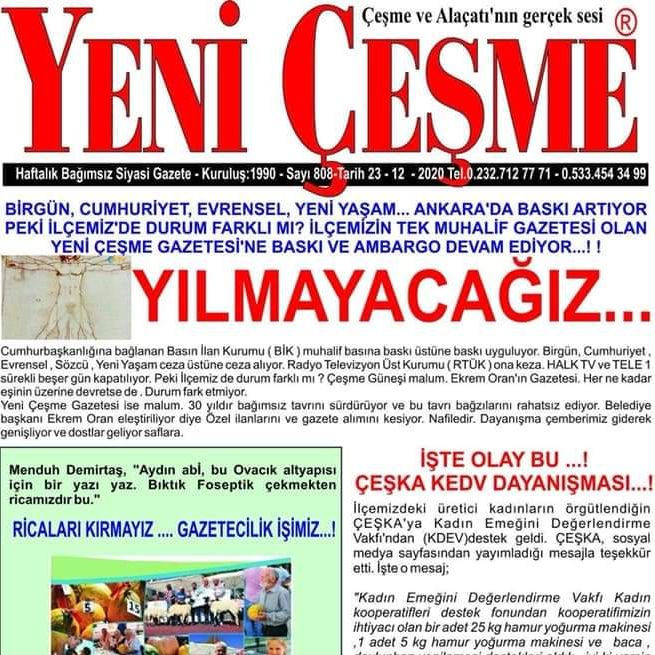 Çeşme ve Alaçatı'nın gerçek sesi
YENİ ÇEŞME ®
Haftalık Bağımsız Siyasi Gazete - Kuruluş:1990 - Sayı 808-Tarih 23 - 12 - 2020 Tel.0.232.712 77 71 - 0.533.454 34 99
BİRGÜN, CUMHURİYET, EVRENSEL, YENİ YAŞAM... ANKARA'DA BASKI ARTIYOR
PEKİ İLÇEMİZ'DE DURUM FARKLI MI? İLÇEMİZİN TEK MUHALİF GAZETESİ OLAN
YENİ ÇEŞME GAZETESİ'NE BASKI VE AMBARGO DEVAM EDİYOR...! !
YILMAYACAĞIZ...
Cumhurbaşkanlığına bağlanan Basın İlan Kurumu ( BİK ) muhalif basına baskı üstüne baskı uyguluyor. Birgün, Cumhuriyet ,
Evrensel , Sözcü , Yeni Yaşam ceza üstüne ceza alıyor. Radyo Televizyon Üst Kurumu ( RTÜK ) ona keza. HALK TV ve TELE 1
sürekli beşer gün kapatılıyor. Peki İlçemiz de durum farklı mı ? Çeşme Güneşi malum. Ekrem Oran'ın Gazetesi. Her ne kadar
eşinin üzerine devretse de . Durum fark etmiyor.
Yeni Çeşme Gazetesi ise malum. 30 yıldır bağımsız tavrını sürdürüyor ve bu tavrı bağzılarını rahatsız ediyor. Belediye
başkanı Ekrem Oran eleştiriliyor diye Özel ilanlarını ve gazete alımını kesiyor. Nafiledir. Dayanışma çemberimiz giderek
genişliyor ve dostlar geliyor saflara.
Menduh Demirtaş, "Aydın abi, bu Ovacık altyapısı
için bir yazı yaz. Bıktık Foseptik çekmekten
ricamızdır bu."
RİCALARI KIRMAYIZ .... GAZETECİLİK İŞİMİZ...!
5
15
İŞTE OLAY BU ...!
ÇEŞKA KEDV DAYANIŞMASI...!
İlçemizdeki üretici kadınların örgütlendiğin
ÇEŞKA'ya Kadın Emeğini Değerlendirme
Vakfı'ndan (KDEV)destek geldi. ÇEŞKA, sosyal
medya sayfasından yayımladığı mesajla teşekkür
etti. İşte o mesaj;
"Kadın Emeğini Değerlendirme Vakfı Kadın
kooperatifleri destek fonundan kooperatifimizin
ihtiyacı olan bir adet 25 kg hamur yoğurma makinesi
,1 adet 5 kg hamur yoğurma makinesi ve baca ,